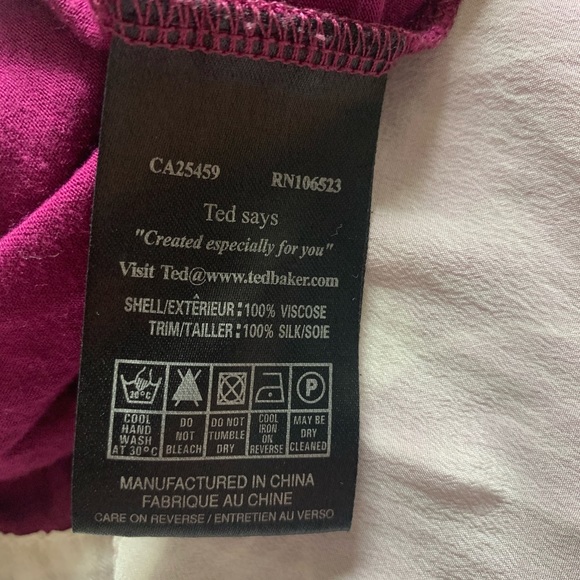 CA25459 RN106523
Ted says
"Created especially for you"
Visit Ted@www.tedbaker.com
SHELL/EXTÊRIEUR:100% VISCOSE
TRIM/TAILLER:100% SILK/SOIE
30°C P
COOL HAND WASH AT 30°C
DO NOT BLEACH
DO NOT TUMBLE DRY
COOL IRON ON REVERSE
MAY BE DRY CLEANED
MANUFACTURED IN CHINA
FABRIQUE AU CHINE
CARE ON REVERSE / ENTRETIEN AU VERSO